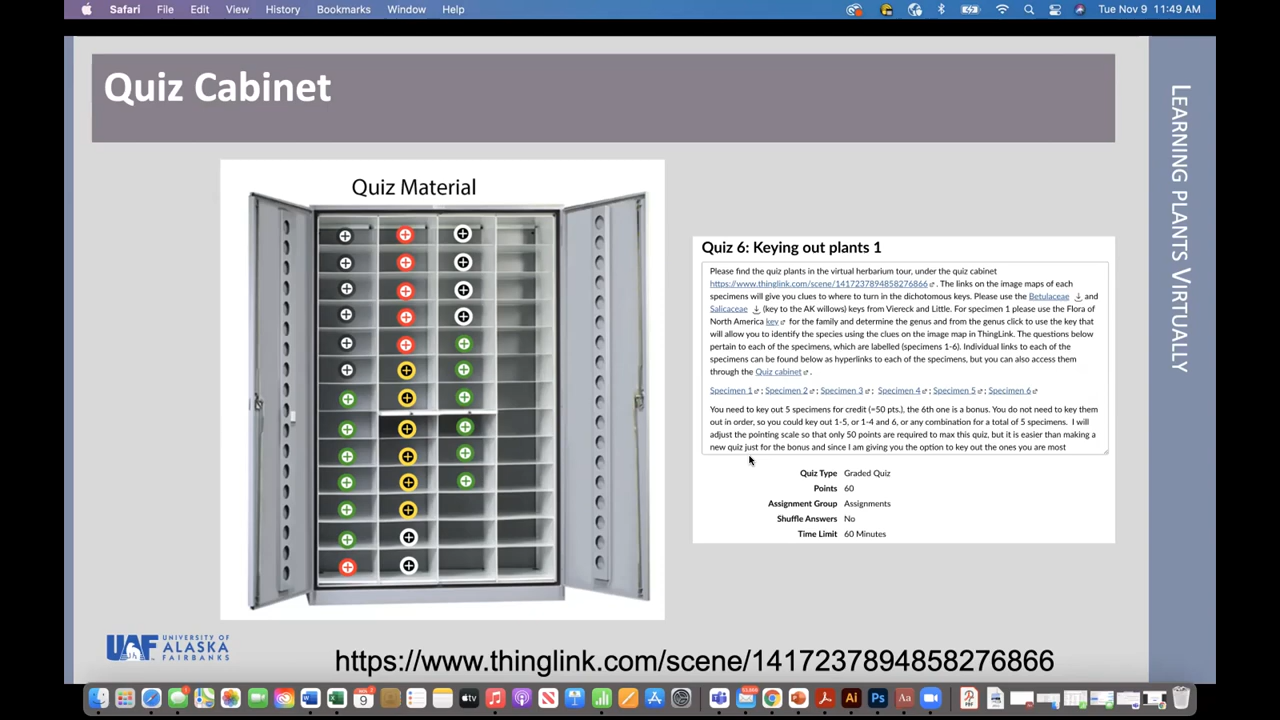 Safari File Edit View History Bookmarks Window Help Tue Nov 9 11:49 AM
Quiz Cabinet
LEARNING PLANTS VIRTUALLY
Quiz Material
Quiz 6: Keying out plants 1
Please find the quiz plants in the virtual herbarium tour, under the quiz cabinet
https://www.thinglink.com/scene/1417237894858276866 . The links on the image maps of each
specimens will give you clues to where to turn in the dichotomous keys. Please use the Betulaceae and
Salicaceae (key to the AK willows) keys from Viereck and Little. For specimen 1 please use the Flora of
North America key for the family and determine the genus and from the genus click to use the key that
will allow you to identify the species using the clues on the image map in ThingLink. The questions below
pertain to each of the specimens, which are labelled (specimens 1-6). Individual links to each of the
specimens can be found below as hyperlinks to each of the specimens, but you can also access them
through the Quiz cabinet .
Specimen 1 ; Specimen 2 ; Specimen 3 ; Specimen 4 ; Specimen 5 ; Specimen 6
You need to key out 5 specimens for credit (=50 pts.), the 6th one is a bonus. You do not need to key them
out in order, so you could key out 1-5, or 1-4 and 6, or any combination for a total of 5 specimens. I will
adjust the pointing scale so that only 50 points are required to max this quiz, but it is easier than making a
new quiz just for the bonus and since I am giving you the option to key out the ones you are most
Quiz Type Graded Quiz
Points 60
Assignment Group Assignments
Shuffle Answers No
Time Limit 60 Minutes
UAF UNIVERSITY OF
ALASKA
FAIRBANKS
https://www.thinglink.com/scene/1417237894858276866